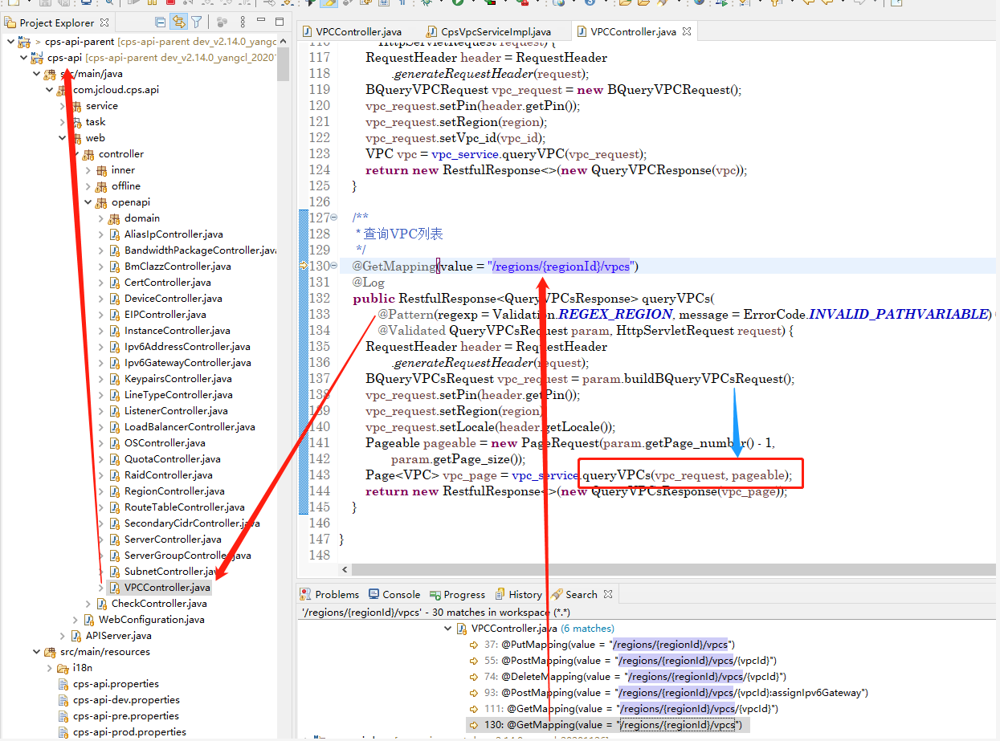 Project Explorer
> cps-api-parent [cps-api-parent dev_v2.14.0_yangc
cps-api [cps-api-parent dev_v2.14.0_yangcl_2020
src/main/java
com.jcloud.cps.api
service
task
web
controller
inner
offline
openapi
domain
AliasIpController.java
BandwidthPackageController.java
BmClazzController.java
CertController.java
DeviceController.java
EIPController.java
InstanceController.java
Ipv6AddressController.java
Ipv6GatewayController.java
KeypairsController.java
LineTypeController.java
ListenerController.java
LoadBalancerController.java
OSController.java
QuotaController.java
RaidController.java
RegionController.java
RouteTableController.java
SecondaryCidrController.java
ServerController.java
ServerGroupController.java
SubnetController.java
VPCController.java
CheckController.java
WebConfiguration.java
APIServer.java
src/main/resources
i18n
cps-api.properties
cps-api-dev.properties
cps-api-pre.properties
cps-api-prod.properties
VPCController.java
CpsVpcServiceImpl.java
VPCController.java
116 HttpServletRequest request) {
117 RequestHeader header = RequestHeader
118 .generateRequestHeader(request);
119 BQueryVPCRequest vpc_request = new BQueryVPCRequest();
120 vpc_request.setPin(header.getPin());
121 vpc_request.setRegion(region);
122 vpc_request.setVpc_id(vpc_id);
123 VPC vpc = vpc_service.queryVPC(vpc_request);
124 return new RestfulResponse<>(new QueryVPCResponse(vpc));
125 }
126
127 /**
128 * 查询VPC列表
129 */
130 @GetMapping(value = "/regions/{regionId}/vpcs")
131 @Log
132 public RestfulResponse<QueryVPCsResponse> queryVPCs(
133 @Pattern(regexp = Validation.REGEX_REGION, message = ErrorCode.INVALID_PATHVARIABLE)
134 @Validated QueryVPCsRequest param, HttpServletRequest request) {
135 RequestHeader header = RequestHeader
136 .generateRequestHeader(request);
137 BQueryVPCsRequest vpc_request = param.buildBQueryVPCsRequest();
138 vpc_request.setPin(header.getPin());
139 vpc_request.setRegion(region)
140 vpc_request.setLocale(header.getLocale());
141 Pageable pageable = new PageRequest(param.getPage_number() - 1,
142 param.getPage_size());
143 Page<VPC> vpc_page = vpc_service.queryVPCs(vpc_request, pageable);
144 return new RestfulResponse<>(new QueryVPCsResponse(vpc_page));
145 }
146
147 }
148
Problems Console Progress History Search
'/regions/{regionId}/vpcs' - 30 matches in workspace (*.*)
VPCController.java (6 matches)
37: @PutMapping(value = "/regions/{regionId}/vpcs")
55: @PostMapping(value = "/regions/{regionId}/vpcs/{vpcId}")
74: @DeleteMapping(value = "/regions/{regionId}/vpcs/{vpcId}")
93: @PostMapping(value = "/regions/{regionId}/vpcs/{vpcId}:assignIpv6Gateway")
111: @GetMapping(value = "/regions/{regionId}/vpcs/{vpcId}")
130: @GetMapping(value = "/regions/{regionId}/vpcs")